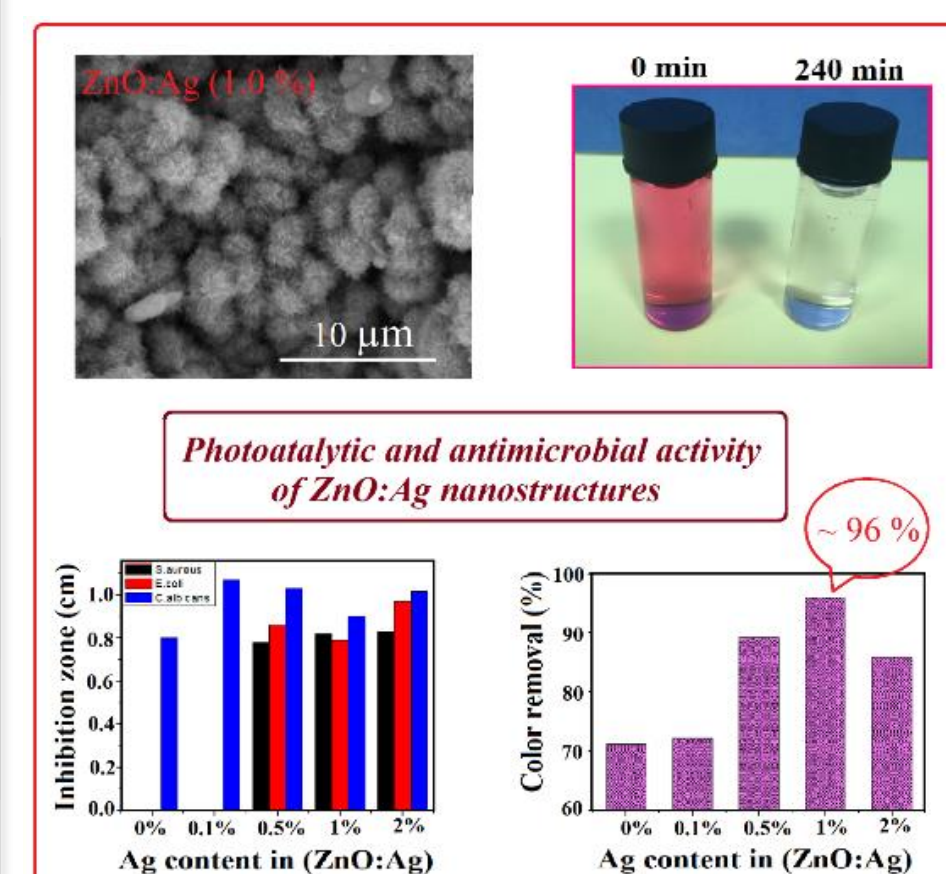 ZnO:Ag (1.0 %)
10 μm
0 min
240 min
Photoatalytic and antimicrobial activity
of ZnO:Ag nanostructures
~ 96 %
Inhibition zone (cm)
1.0
0.8
0.6
0.4
0.2
0.0
S.aurous
E.coli
C.albicans
0% 0.1% 0.5% 1% 2%
Ag content in (ZnO:Ag)
Color removal (%)
100
90
80
70
60
0% 0.1% 0.5% 1% 2%
Ag content in (ZnO:Ag)